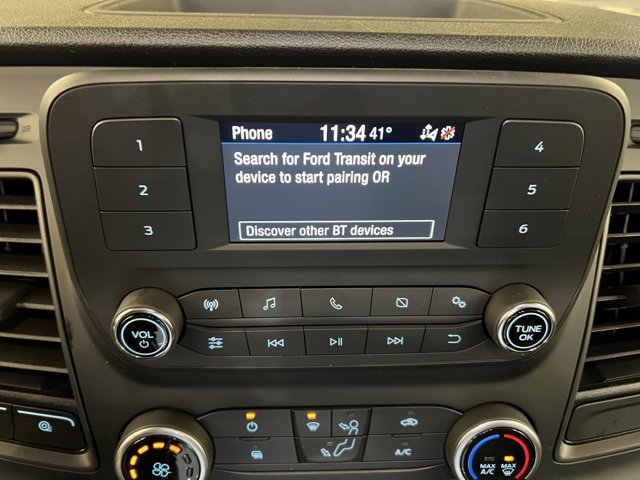 Phone 11:34 41°
Search for Ford Transit on your
device to start pairing OR
Discover other BT devices
1
2
3
4
5
6
VOL
TUNE
OK
A/C
MAX
A/C
MAX